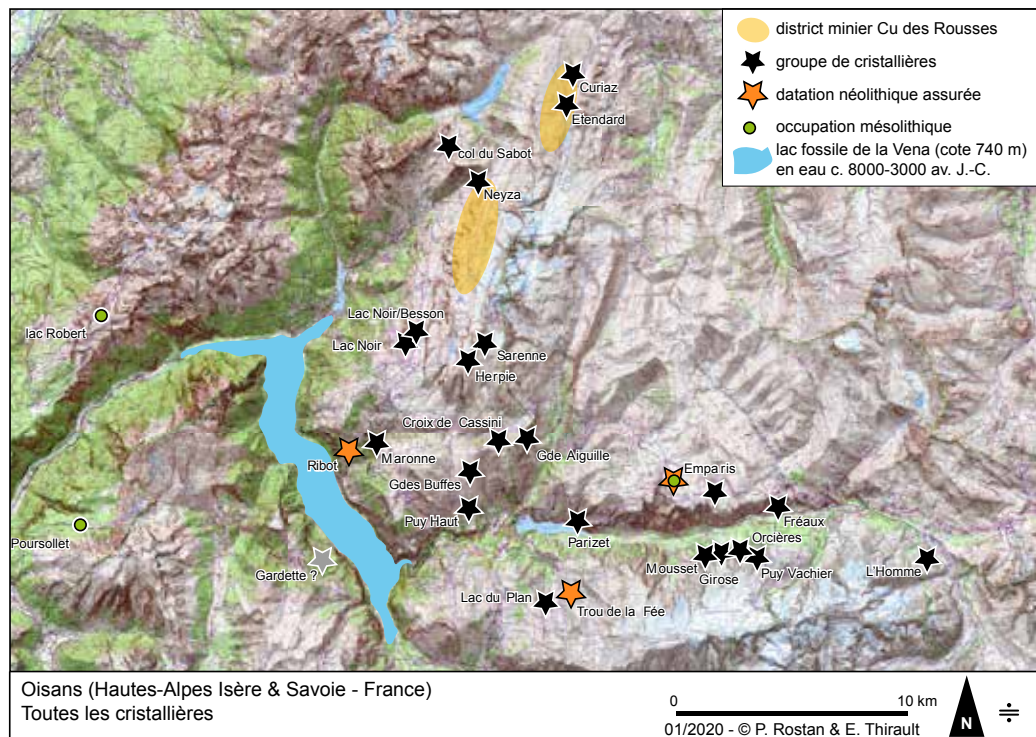 district minier Cu des Rousses
groupe de cristallières
datation néolithique assurée
occupation mésolithique
lac fossile de la Vena (cote 740 m)
en eau c. 8000-3000 av. J.-C.
Curiaz
Etendard
col du Sabot
Neyza
lac Robert
Lac Noir/Besson
Lac Noir
Sarenne
Herpie
Croix de Cassini
Gde Aiguille
Ribot
Maronne
Gdes Buffes
Emparis
Puy Haut
Fréaux
Parizet
Orcières
Poursollet
Gardette ?
Mousset
Girose
Puy Vachier
L'Homme
Lac du Plan
Trou de la Fée
Oisans (Hautes-Alpes Isère & Savoie - France)
Toutes les cristallières
0 10 km
01/2020 - © P. Rostan & E. Thirault
N